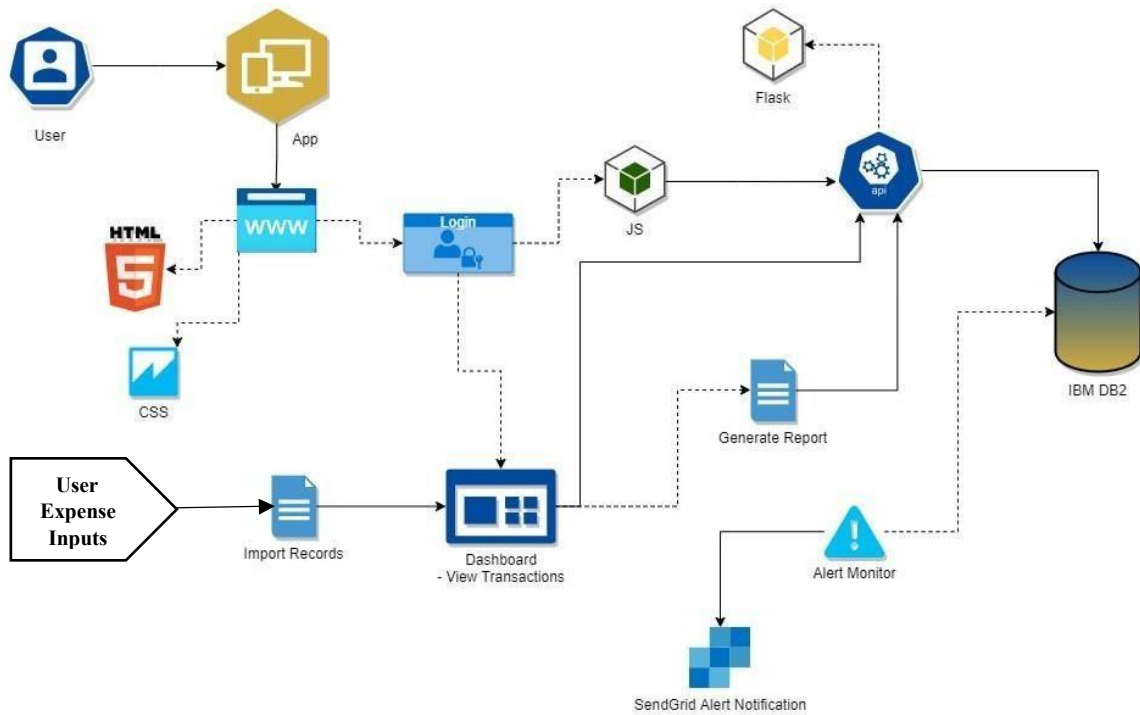 User
App
Flask
api
JS
www
Login
HTML
5
CSS
IBM DB2
Generate Report
User
Expense
Inputs
Import Records
Dashboard
- View Transactions
Alert Monitor
SendGrid Alert Notification